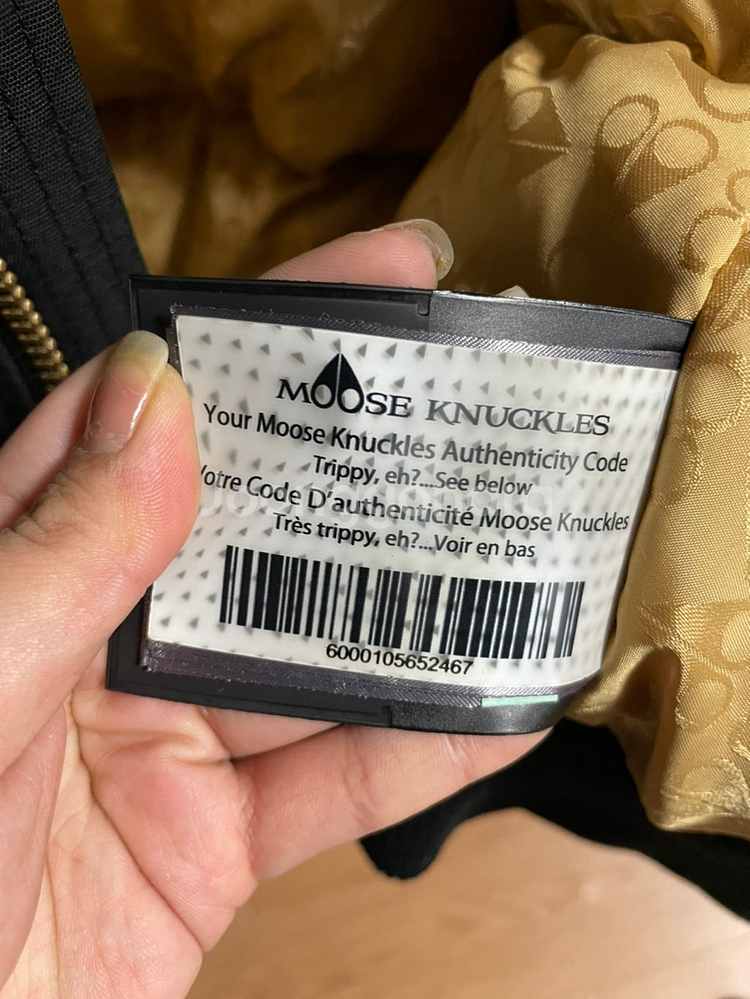 MOOSE KNUCKLES
Your Moose Knuckles Authenticity Code
Trippy, eh?...See below
Votre Code D'authenticité Moose Knuckles
Très trippy, eh?...Voir en bas
6000105652467